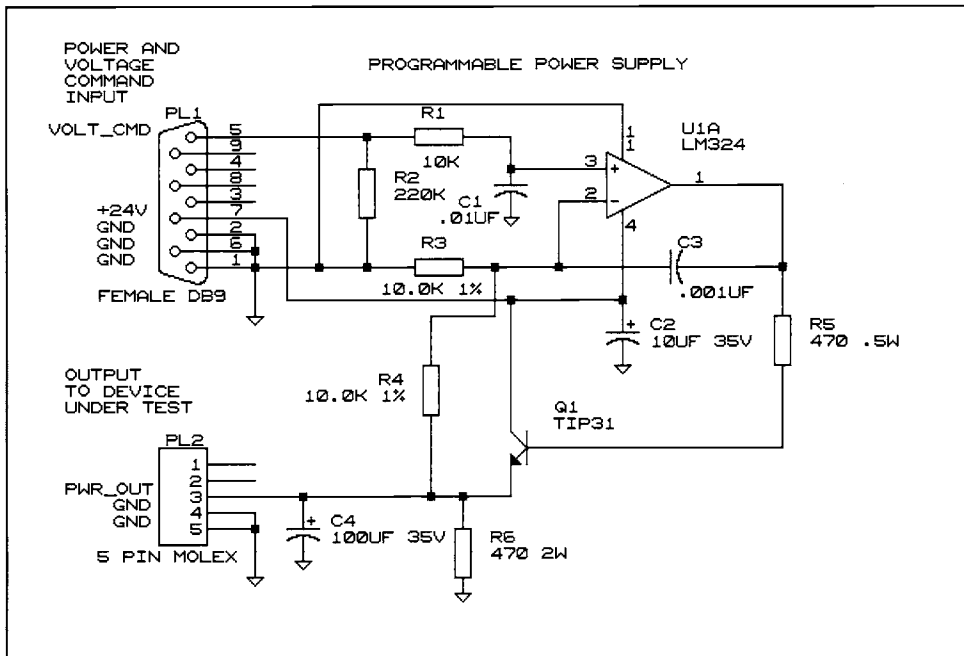 POWER AND
VOLTAGE
COMMAND
INPUT
PROGRAMMABLE POWER SUPPLY
PL1
VOLT_CMD
5
9
4
8
3
7
2
6
1
+24V
GND
GND
GND
FEMALE DB9
R1
10K
R2
220K
C1
.01UF
R3
10.0K 1%
1
1
U1A
LM324
3
+
2
-
1
4
C3
.001UF
+
C2
10UF 35V
R5
470 .5W
R4
10.0K 1%
Q1
TIP31
OUTPUT
TO DEVICE
UNDER TEST
PL2
1
2
3
4
5
PWR_OUT
GND
GND
5 PIN MOLEX
+
C4
100UF 35V
R6
470 2W